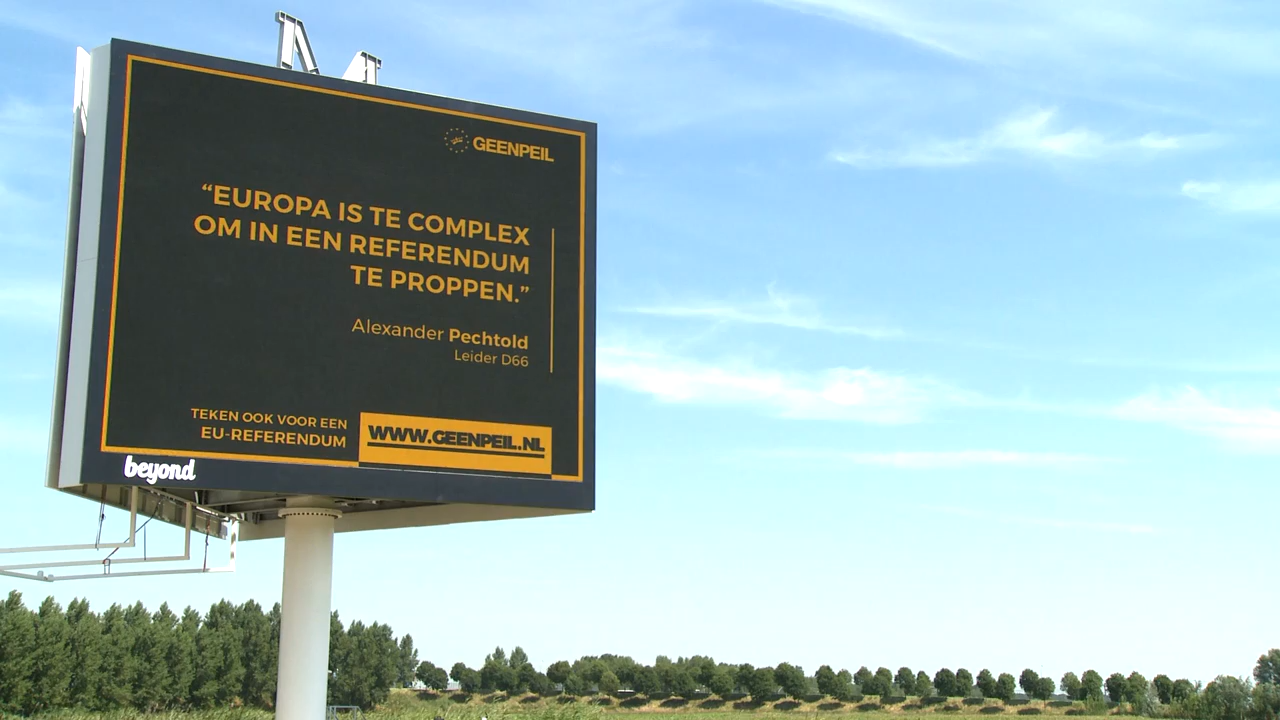 GEENPEIL
“EUROPA IS TE COMPLEX
OM IN EEN REFERENDUM
TE PROPPEN.”
Alexander Pechtold
Leider D66
TEKEN OOK VOOR EEN
EU-REFERENDUM
WWW.GEENPEIL.NL
beyond